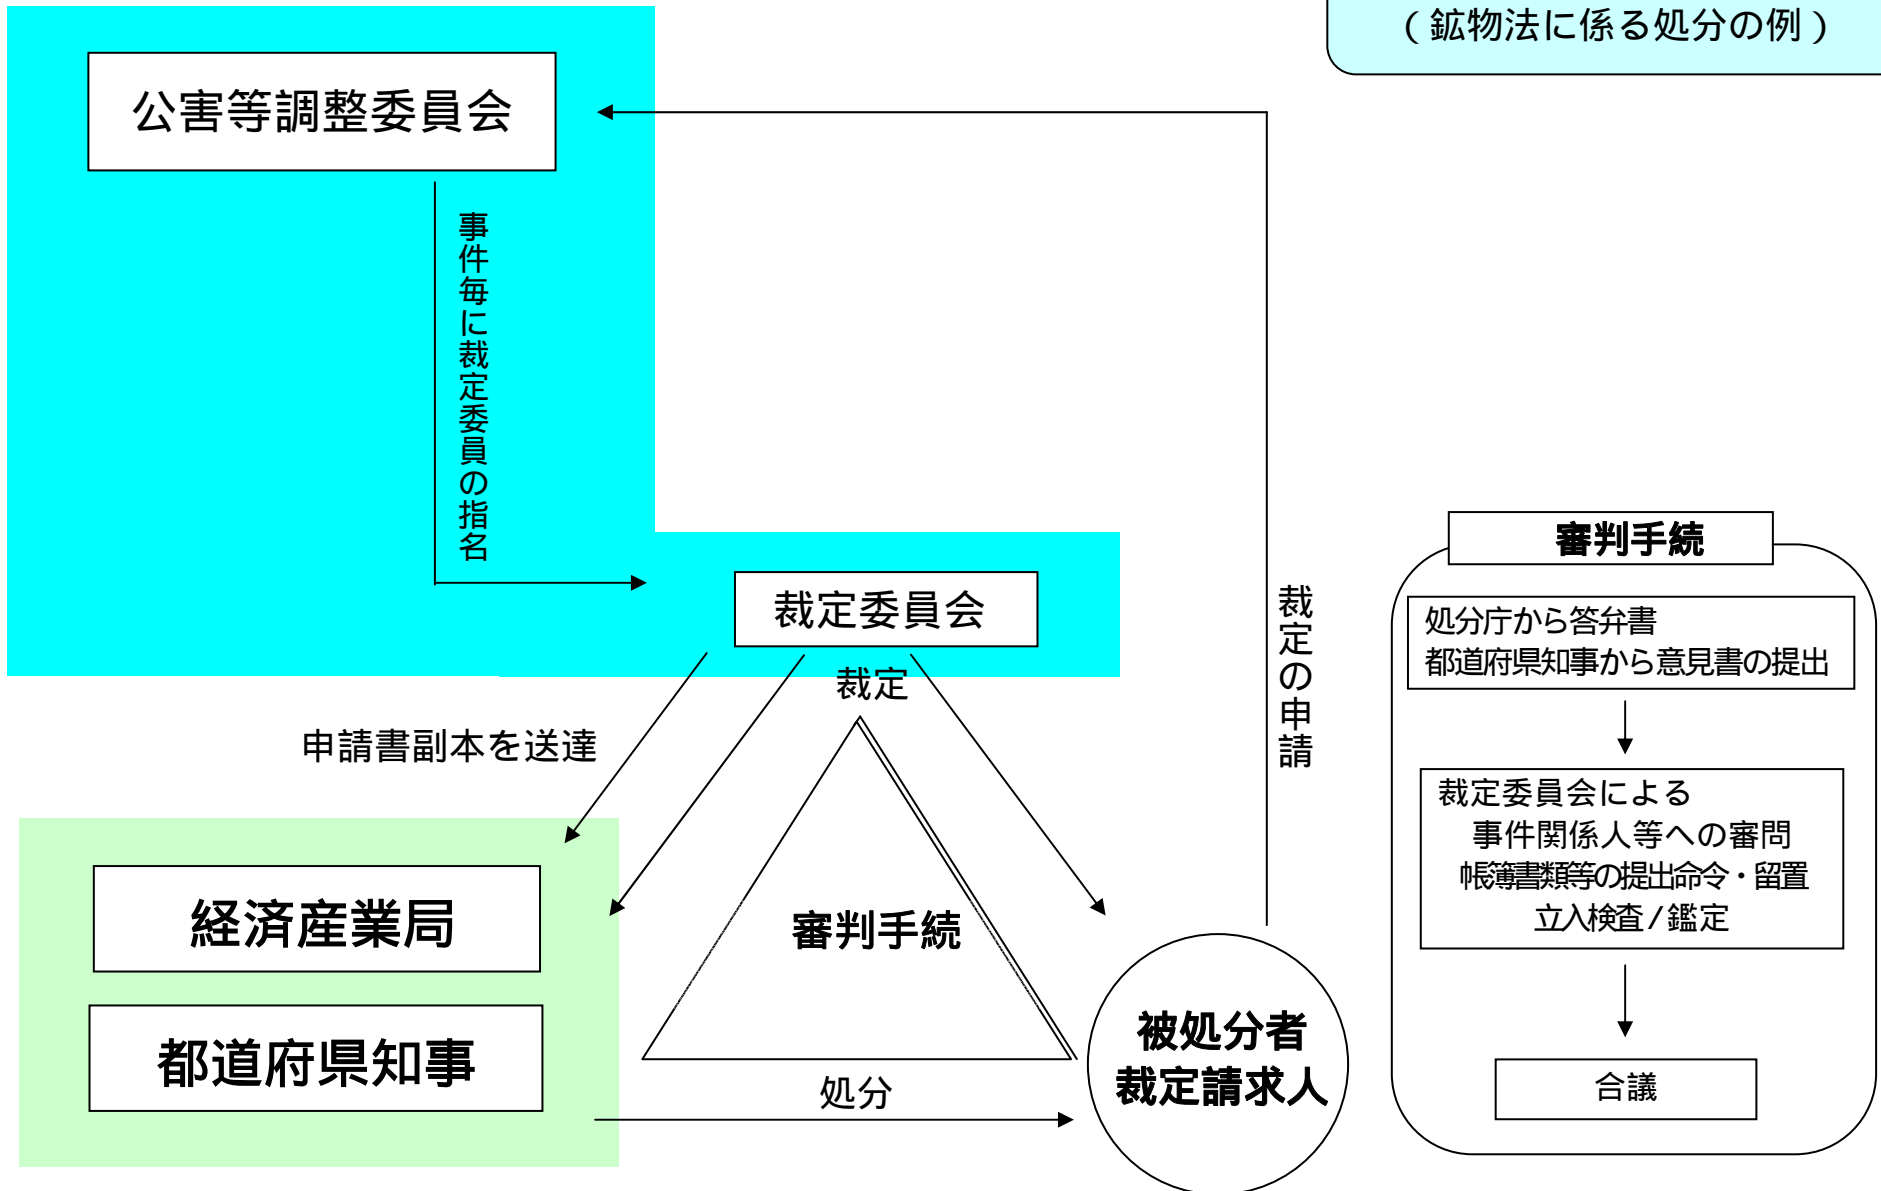 （鉱物法に係る処分の例）
公害等調整委員会
事件毎に裁定委員の指名
裁定委員会
裁定
裁定の申請
申請書副本を送達
経済産業局
都道府県知事
審判手続
処分
被処分者
裁定請求人
審判手続
処分庁から答弁書
都道府県知事から意見書の提出
裁定委員会による
事件関係人等への審問
帳簿書類等の提出命令・留置
立入検査/鑑定
合議